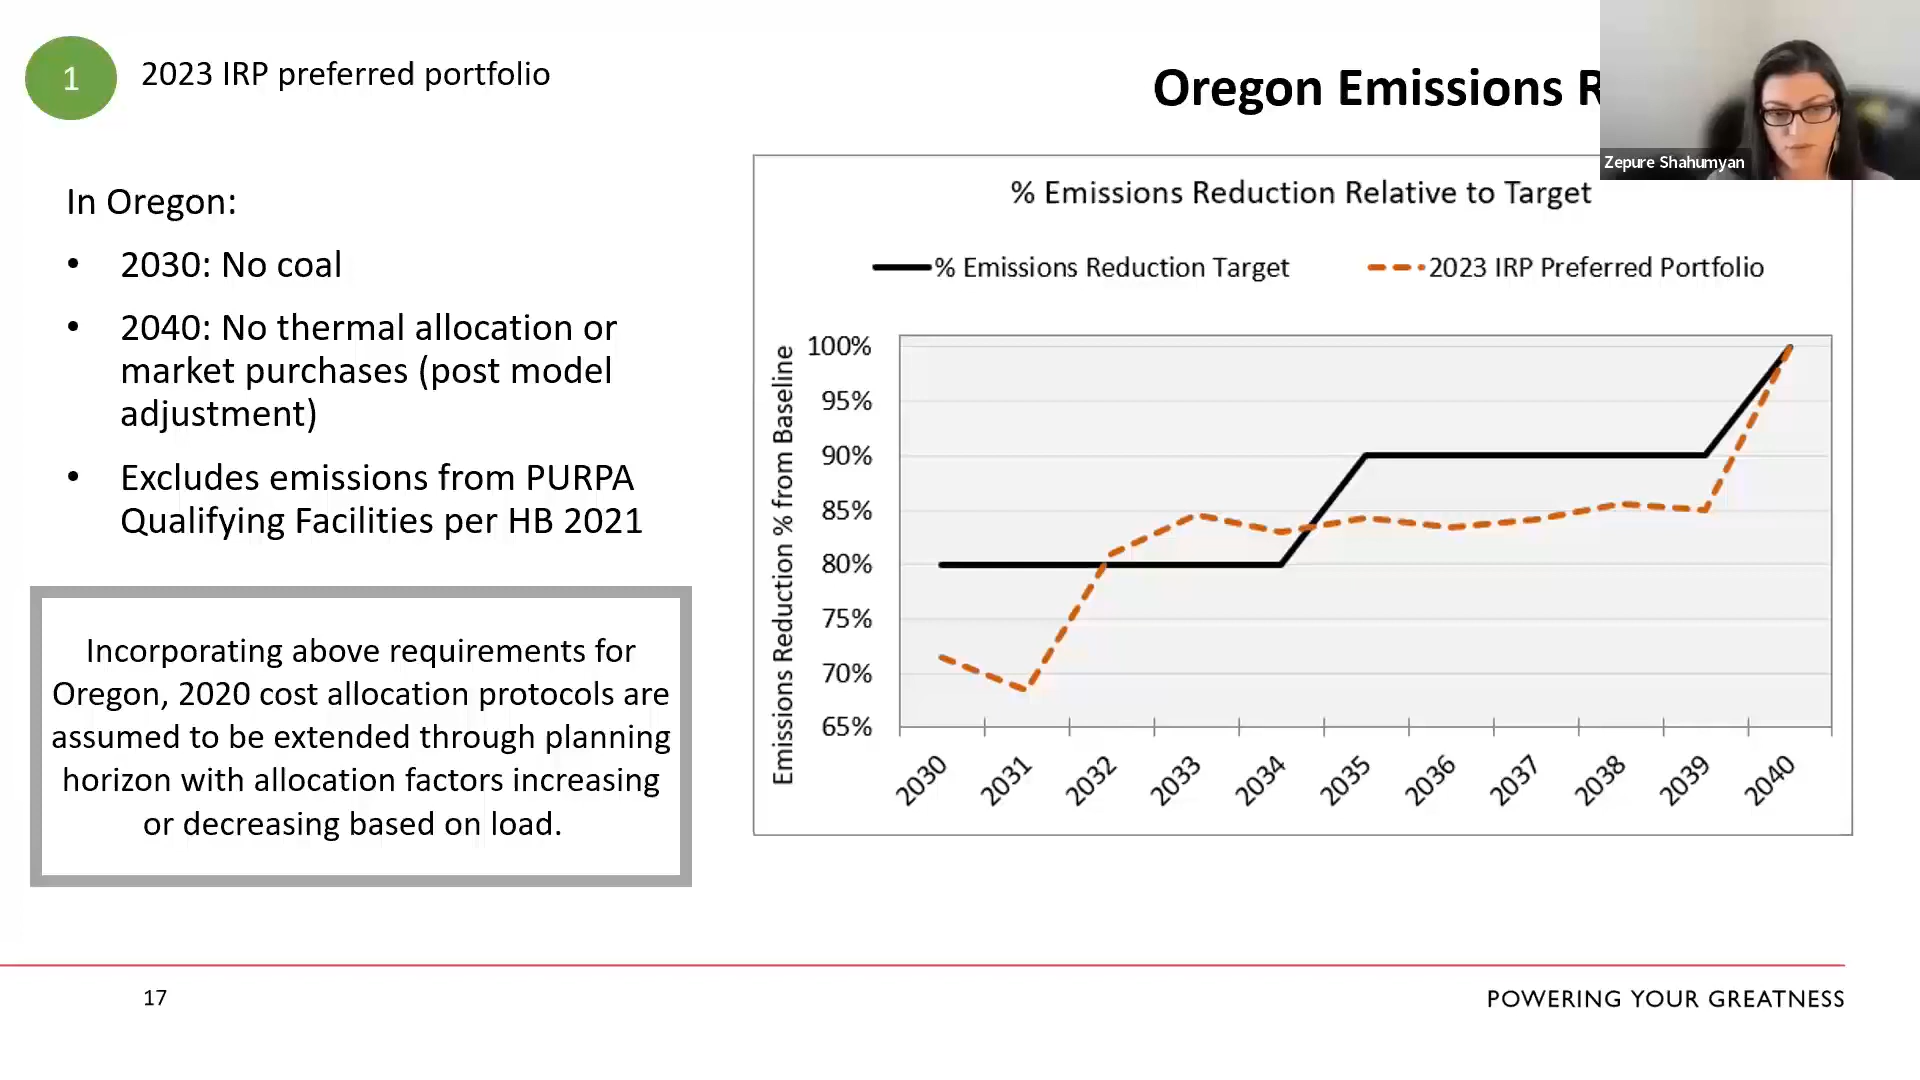 1
2023 IRP preferred portfolio
Oregon Emissions
Zepure Shahumyan
In Oregon:
• 2030: No coal
• 2040: No thermal allocation or
market purchases (post model
adjustment)
• Excludes emissions from PURPA
Qualifying Facilities per HB 2021
Incorporating above requirements for
Oregon, 2020 cost allocation protocols are
assumed to be extended through planning
horizon with allocation factors increasing
or decreasing based on load.
% Emissions Reduction Relative to Target
% Emissions Reduction Target
2023 IRP Preferred Portfolio
Emissions Reduction % from Baseline
100%
95%
90%
85%
80%
75%
70%
65%
2030
2031
2032
2033
2034
2035
2036
2037
2038
2039
2040
17
POWERING YOUR GREATNESS